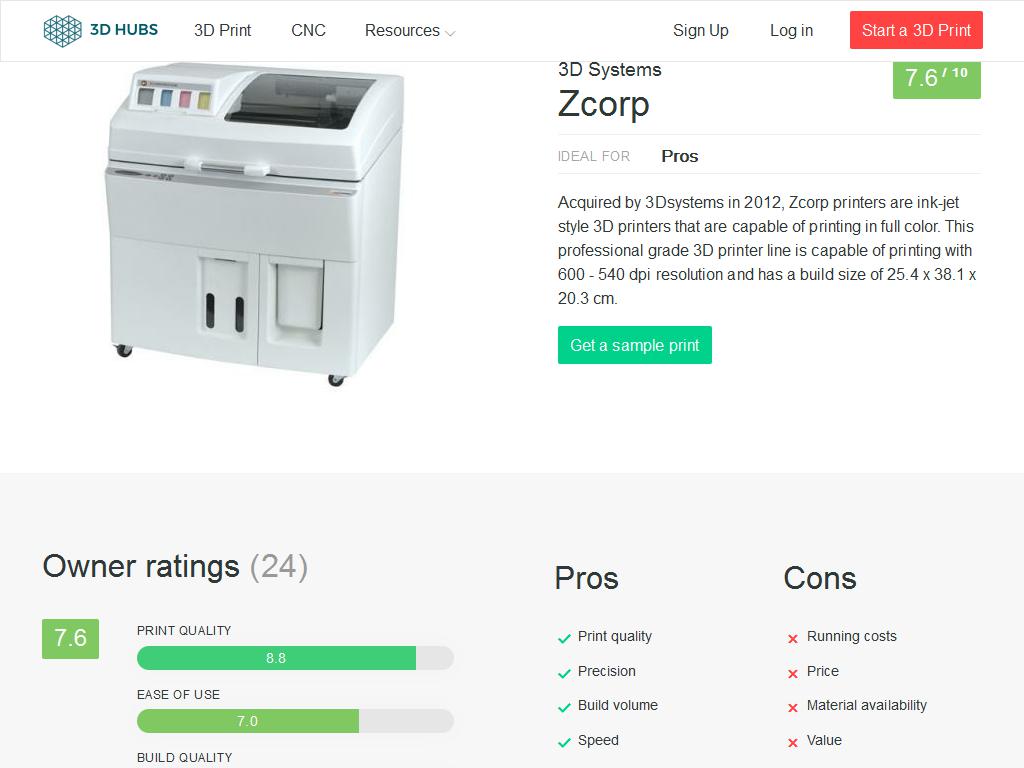 3D HUBS
3D Print
CNC
Resources
Sign Up
Log in
Start a 3D Print
3D Systems
7.6 / 10
Zcorp
IDEAL FOR
Pros
Acquired by 3Dsystems in 2012, Zcorp printers are ink-jet
style 3D printers that are capable of printing in full color. This
professional grade 3D printer line is capable of printing with
600 - 540 dpi resolution and has a build size of 25.4 x 38.1 x
20.3 cm.
Get a sample print
Owner ratings (24)
7.6
PRINT QUALITY
8.8
EASE OF USE
7.0
BUILD QUALITY
Pros
Print quality
Precision
Build volume
Speed
Cons
Running costs
Price
Material availability
Value